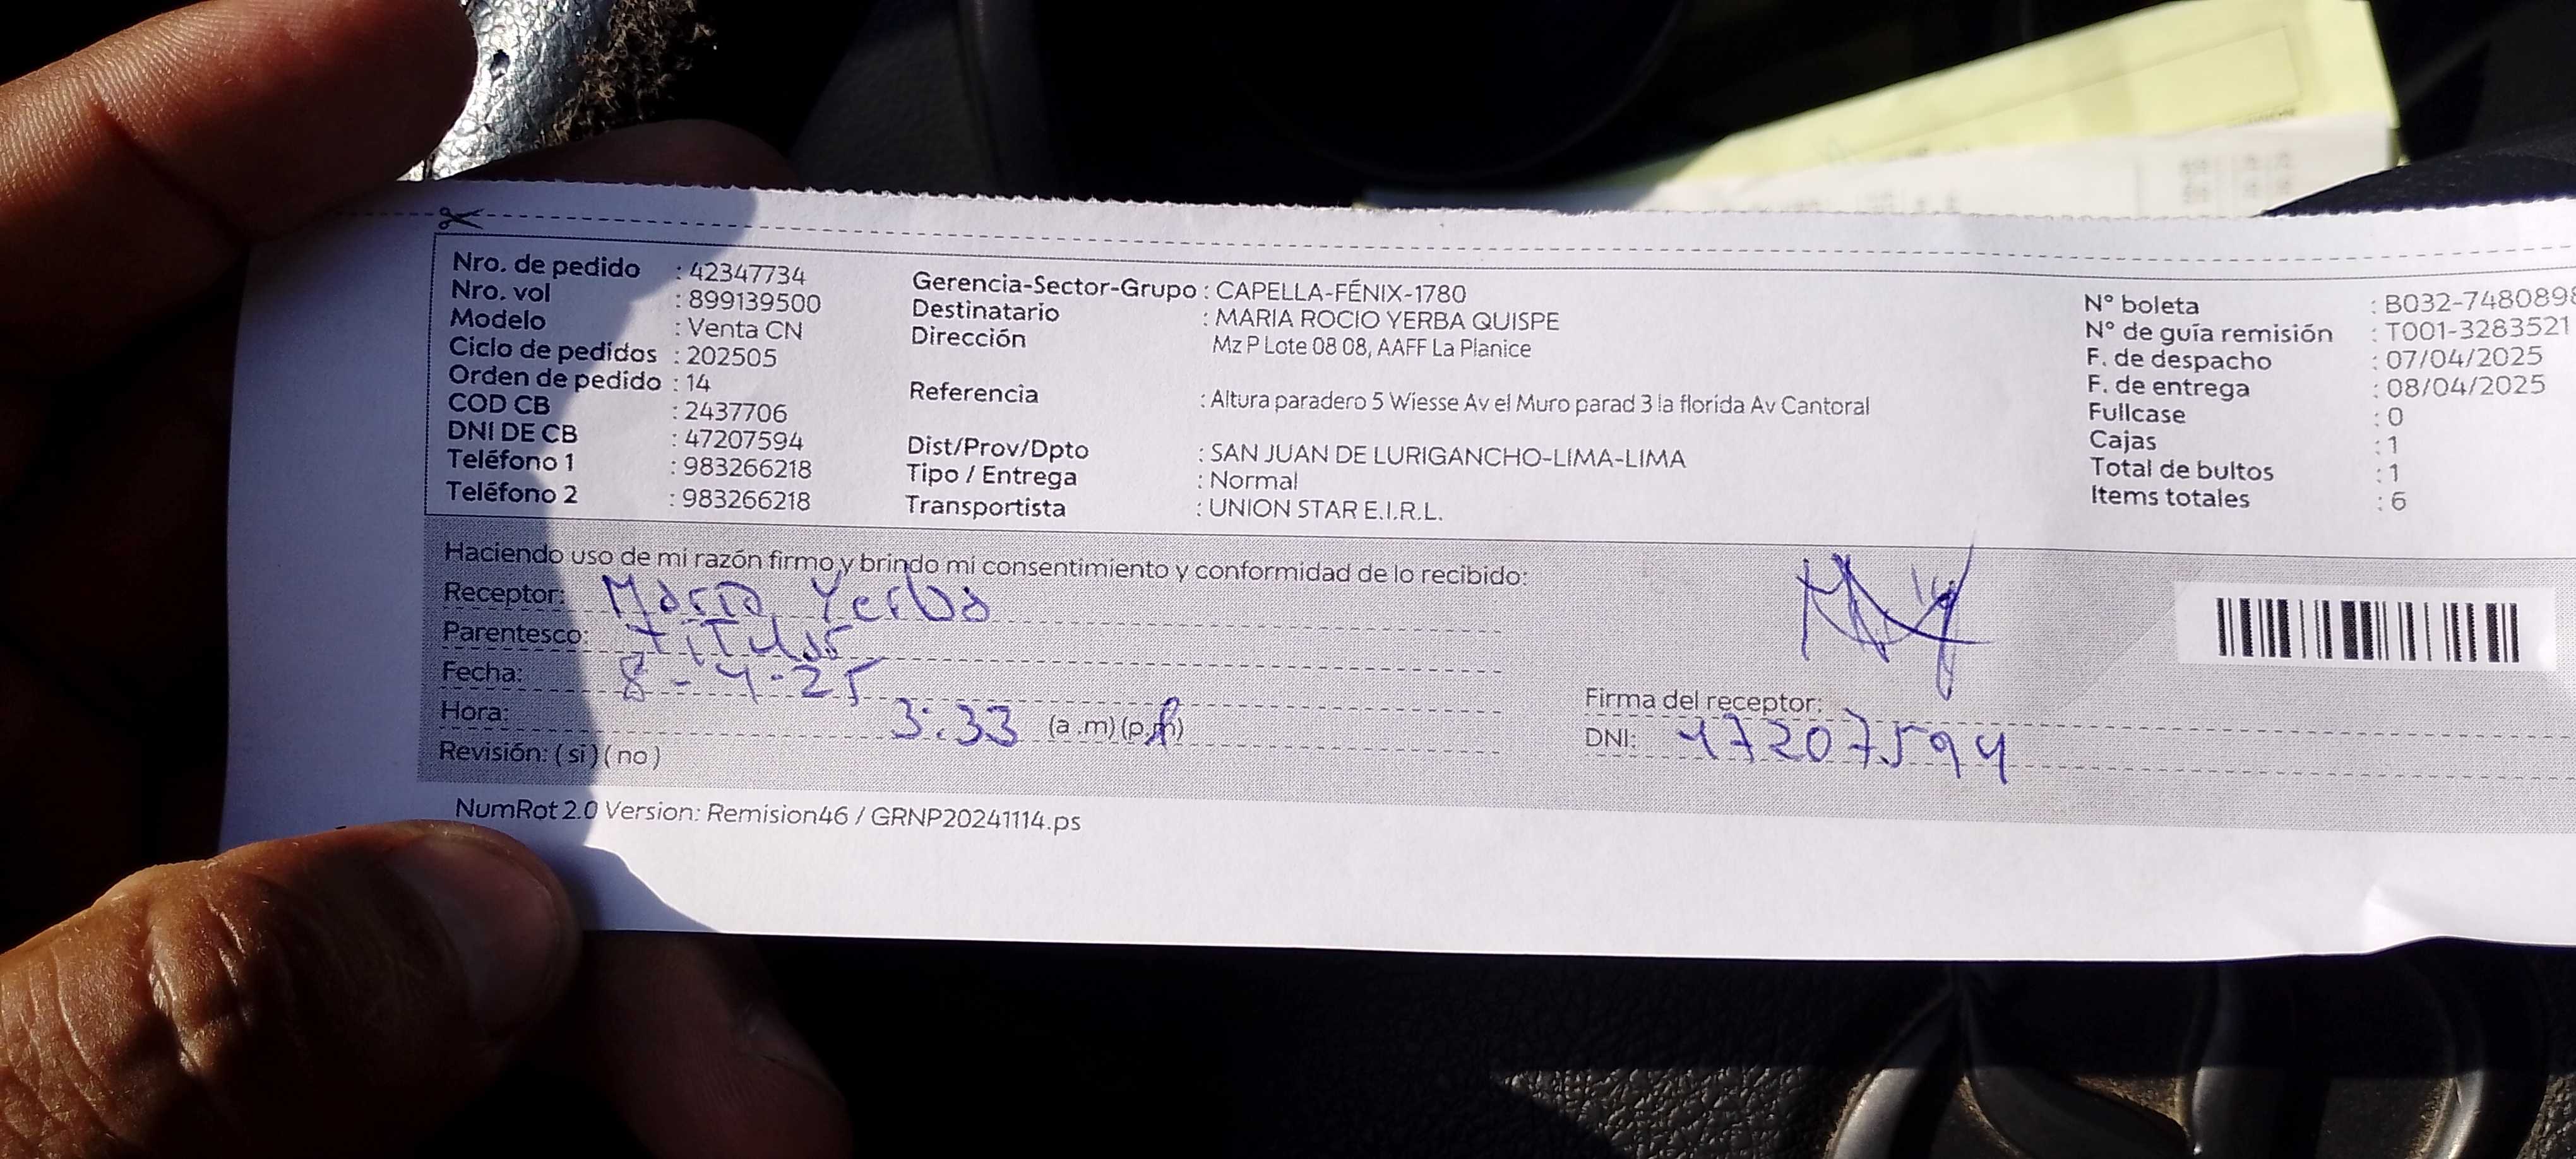 Nro. de pedido : 42347734
Nro. vol : 899139500
Modelo : Venta CN
Ciclo de pedidos : 202505
Orden de pedido : 14
COD CB : 2437706
DNI DE CB : 47207594
Teléfono 1 : 983266218
Teléfono 2 : 983266218
Gerencia-Sector-Grupo : CAPELLA-FÉNIX-1780
Destinatario : MARIA ROCIO YERBA QUISPE
Dirección Mz P Lote 08 08, AAFF La Planice
Referencia : Altura paradero 5 Wiesse Av el Muro parad 3 la florida Av Cantoral
Dist/Prov/Dpto : SAN JUAN DE LURIGANCHO-LIMA-LIMA
Tipo / Entrega : Normal
Transportista : UNION STAR E.I.R.L.
N° boleta : B032-7480898
N° de guía remisión : T001-3283521
F. de despacho : 07/04/2025
F. de entrega : 08/04/2025
Fullcase : 0
Cajas : 1
Total de bultos : 1
Items totales : 6
Haciendo uso de mi razón firmo y brindo mi consentimiento y conformidad de lo recibido:
Receptor: Maria Yerba
Parentesco: titular
Fecha: 8-4-25
Hora: 3:33 (a.m) (p.m)
Revisión: ( si ) ( no )
Firma del receptor:
DNI: 47207594
NumRot 2.0 Version: Remision46 / GRNP20241114.ps